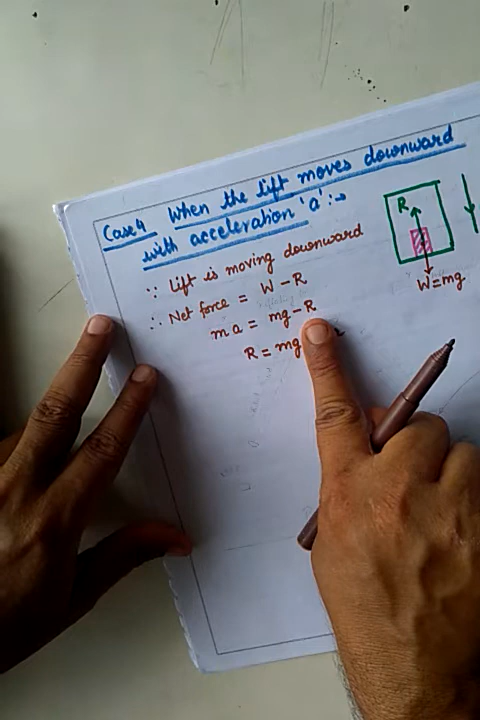 Case 4 When the lift moves downward
with acceleration 'a' :-
∵ Lift is moving downward
∴ Net force = W - R
ma = mg - R
R = mg
R
W = mg